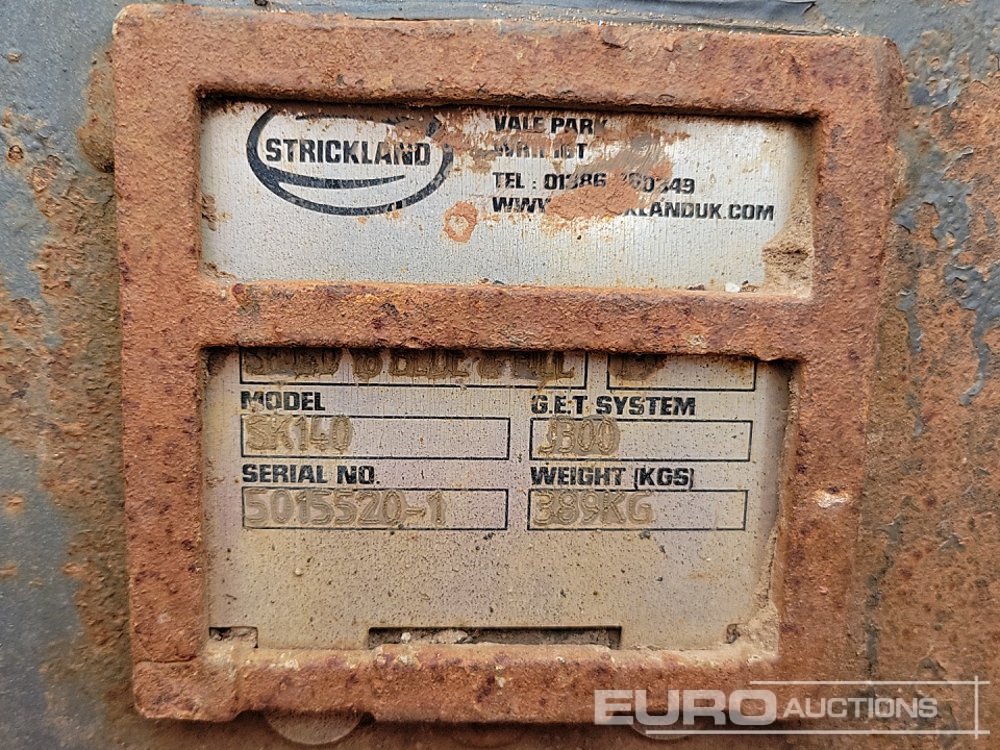 STRICKLAND
VALE PARK
TEL : 01386
WWW.
KLANDUK.COM
MODEL
G.E.T SYSTEM
SK140
J300
SERIAL NO.
WEIGHT (KGS)
5015520-1
389KG
EURO AUCTIONS